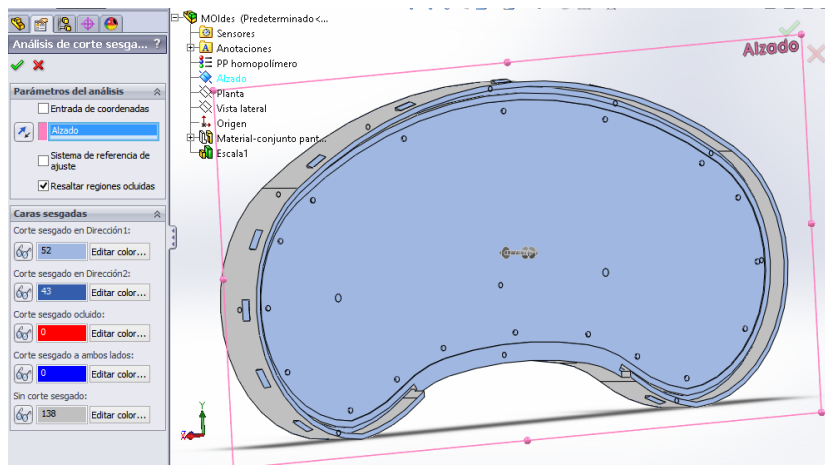 Análisis de corte sesga... ?
Parámetros del análisis
Entrada de coordenadas
Alzado
Sistema de referencia de
ajuste
Resaltar regiones ocluidas
Caras sesgadas
Corte sesgado en Dirección1:
52 Editar color...
Corte sesgado en Dirección2:
43 Editar color...
Corte sesgado ocluido:
0 Editar color...
Corte sesgado a ambos lados:
0 Editar color...
Sin corte sesgado:
138 Editar color...
MOldes (Predeterminado<...
Sensores
A Anotaciones
PP homopolímero
Alzado
Planta
Vista lateral
Origen
Material-conjunto pant...
Escala1
Alzado
Y